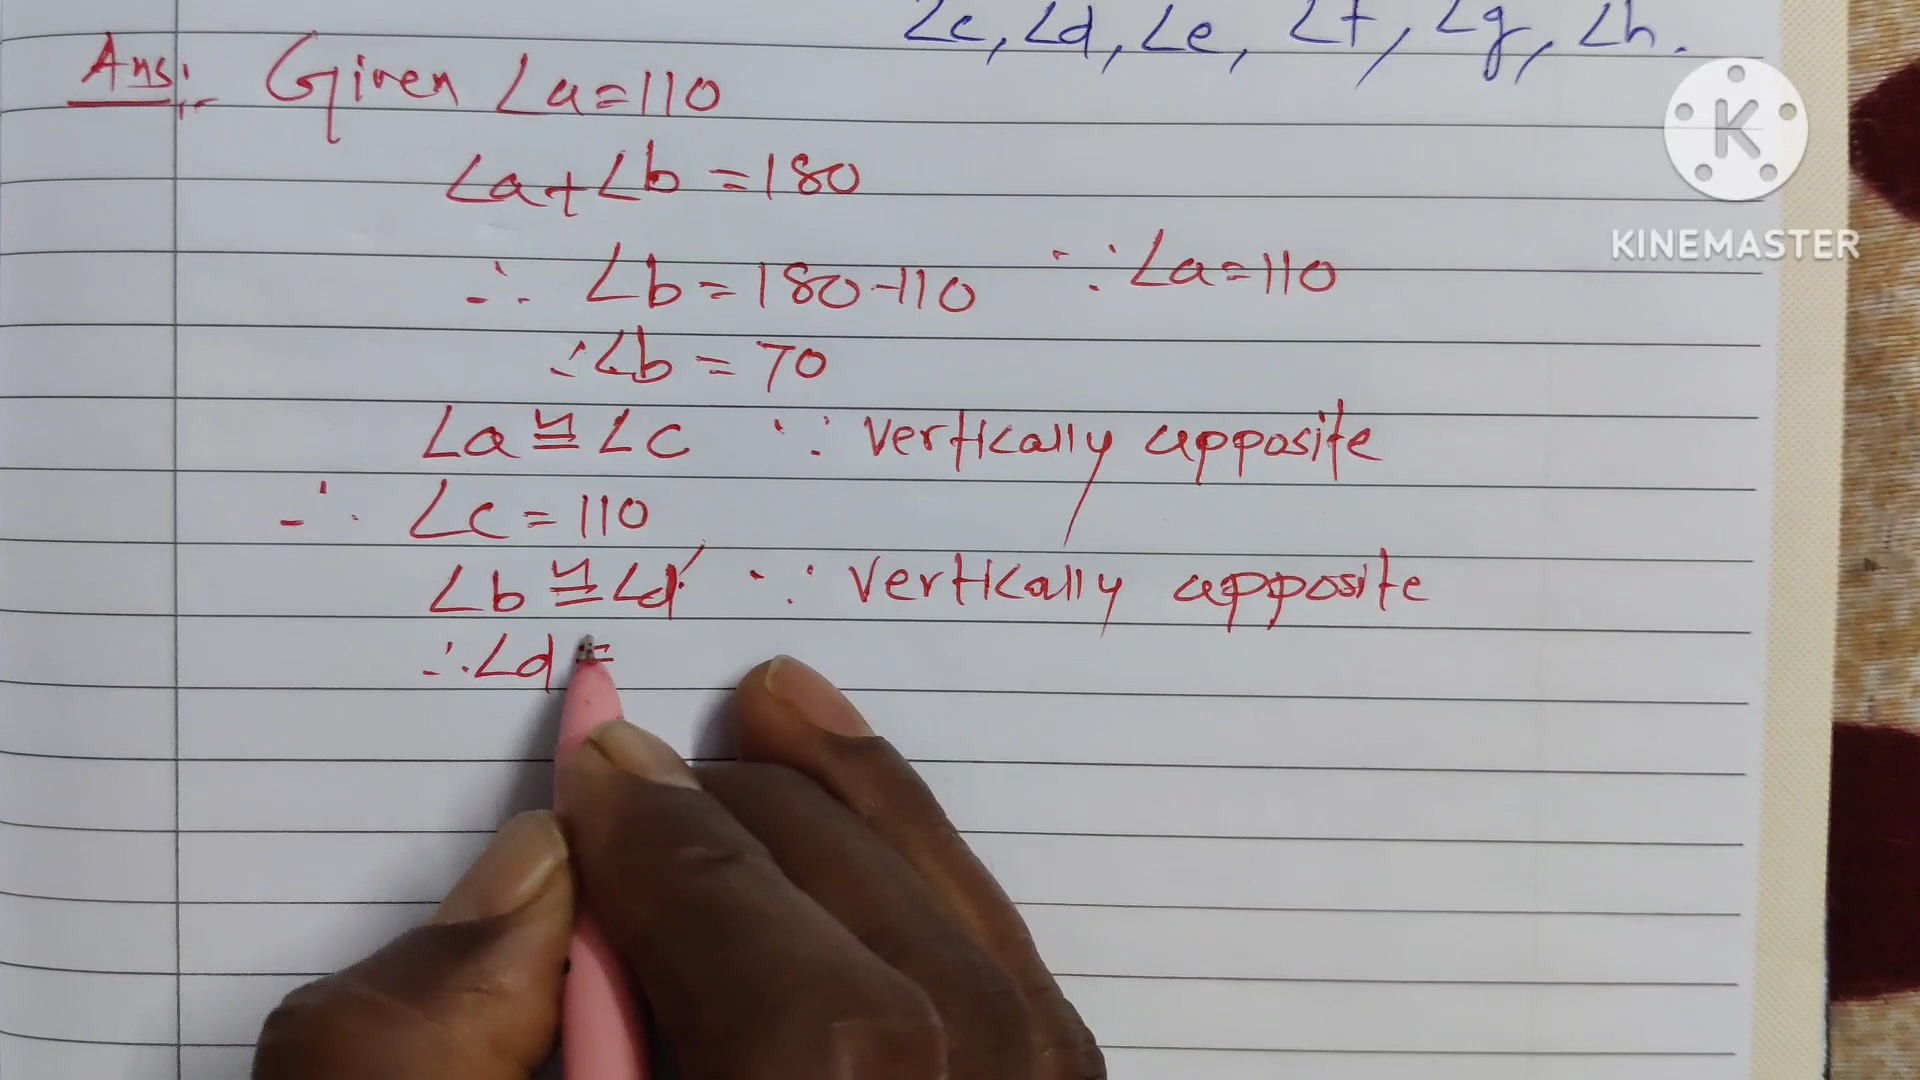 ∠c, ∠d, ∠e, ∠f, ∠g, ∠h.
Ans:- Given ∠a=110
∠a+∠b=180
∴ ∠b=180-110 ∵ ∠a=110
∴∠b=70
∠a≅∠c ∵ vertically apposite
∴ ∠c=110
∠b≅∠d ∵ vertically apposite
∴∠d=
K
KINEMASTER